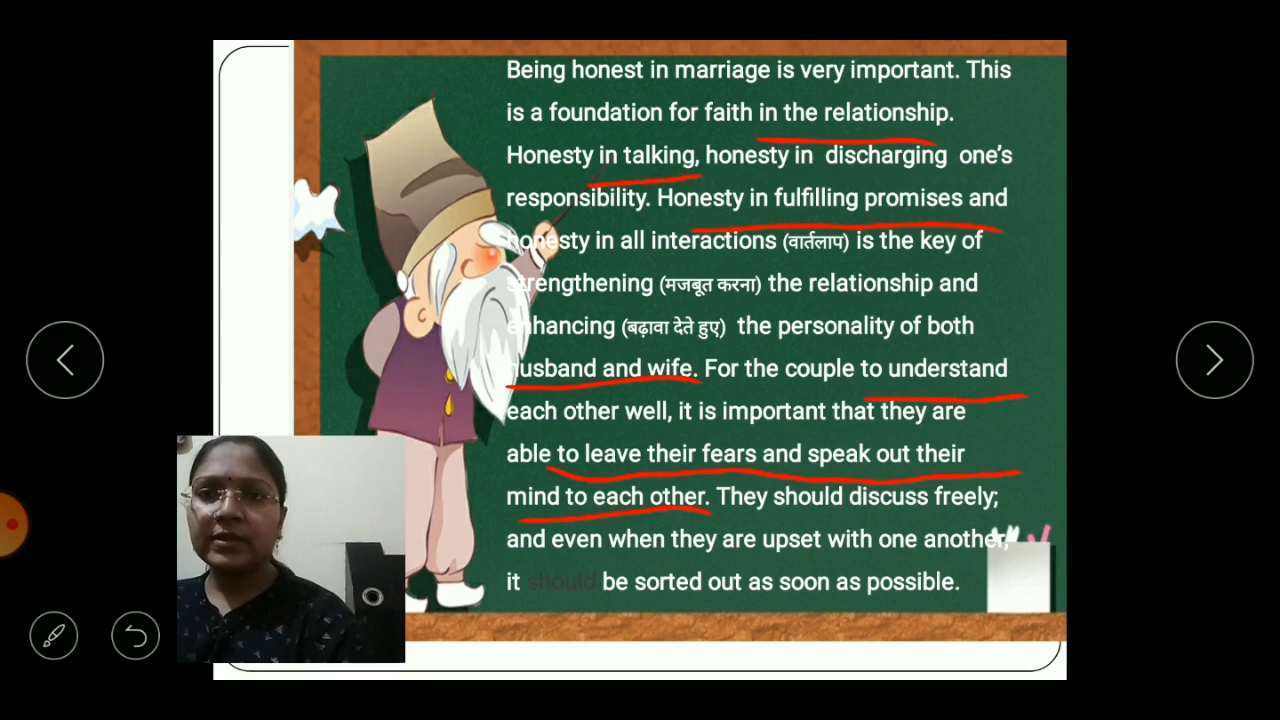 Being honest in marriage is very important. This
is a foundation for faith in the relationship.
Honesty in talking, honesty in discharging one's
responsibility. Honesty in fulfilling promises and
honesty in all interactions (वार्तलाप) is the key of
strengthening (मजबूत करना) the relationship and
enhancing (बढ़ावा देते हुए) the personality of both
husband and wife. For the couple to understand
each other well, it is important that they are
able to leave their fears and speak out their
mind to each other. They should discuss freely;
and even when they are upset with one another,
it should be sorted out as soon as possible.